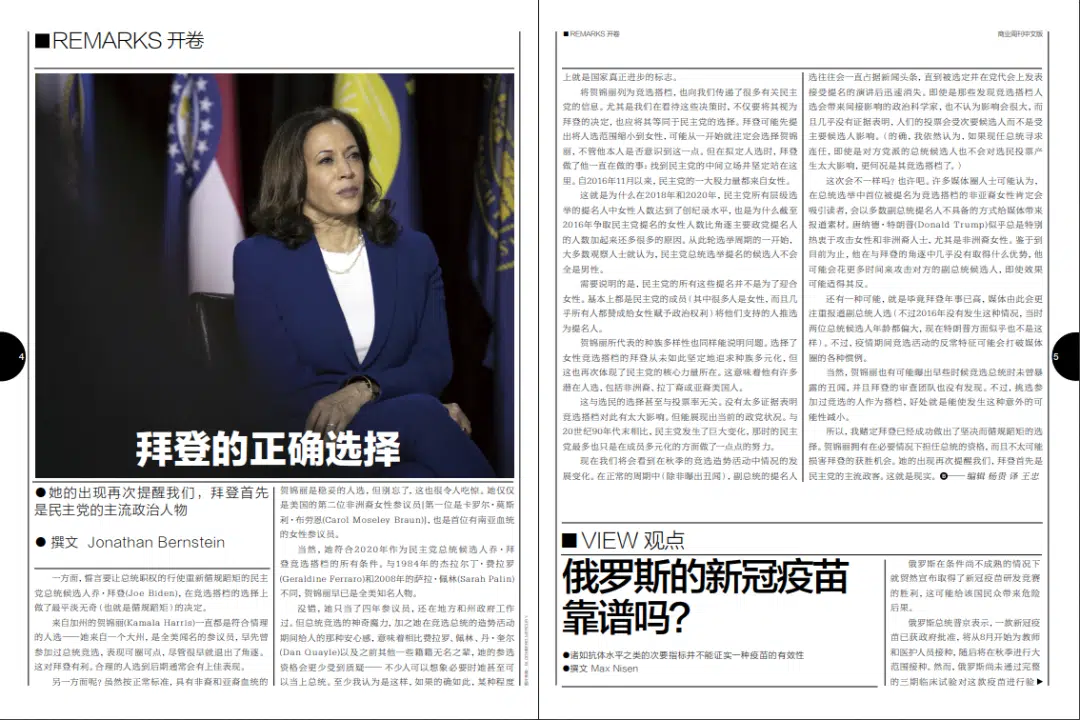 ■REMARKS 开卷
拜登的正确选择
●她的出现再次提醒我们，拜登首先
是民主党的主流政治人物
● 撰文 Jonathan Bernstein
一方面，誓言要让总统职权的行使重新循规蹈矩的民主
党总统候选人乔·拜登(Joe Biden)，在竞选搭档的选择上
做了最平淡无奇（也就是循规蹈矩）的决定。
来自加州的贺锦丽(Kamala Harris)一直都是符合情理
的人选——她来自一个大州，是全美闻名的参议员，早先曾
参加过总统竞选，表现可圈可点，尽管很早就退出了角逐。
这对拜登有利。合理的人选到后期通常会有上佳表现。
另一方面呢？虽然按正常标准，具有非裔和亚裔血统的
贺锦丽是稳妥的人选，但别忘了，这也很令人吃惊。她仅仅
是美国的第二位非洲裔女性参议员[第一位是卡罗尔·莫斯
利·布劳恩(Carol Moseley Braun)]，也是首位有南亚血统
的女性参议员。
当然，她符合2020年作为民主党总统候选人乔·拜
登竞选搭档的所有条件。与1984年的杰拉尔丁·费拉罗
(Geraldine Ferraro)和2008年的萨拉·佩林(Sarah Palin)
不同，贺锦丽早已是全美知名人物。
没错，她只当了四年参议员，还在地方和州政府工作
过。但总统竞选的神奇魔力，加之她在竞选总统的造势活动
期间给人的那种安心感，意味着相比费拉罗、佩林、丹·奎尔
(Dan Quayle)以及之前其他一些籍籍无名之辈，她的参选
资格会更少受到质疑——不少人可以想象必要时她甚至可
以当上总统。至少我认为是这样，如果的确如此，某种程度
4
■REMARKS 开卷
商业周刊中文版
上就是国家真正进步的标志。
将贺锦丽列为竞选搭档，也向我们传递了很多有关民主
党的信息。尤其是我们在看待这些决策时，不仅要将其视为
拜登的决定，也应将其等同于民主党的选择。拜登可能先提
出将人选范围缩小到女性，可能从一开始就注定会选择贺锦
丽，不管他本人是否意识到这一点。但在拟定人选时，拜登
做了他一直在做的事：找到民主党的中间立场并坚定站在这
里。自2016年11月以来，民主党的一大股力量都来自女性。
这就是为什么在2018年和2020年，民主党所有层级选
举的提名人中女性人数达到了创纪录水平，也是为什么截至
2016年争取民主党提名的女性人数比角逐主要政党提名人
的人数加起来还多很多的原因。从此轮选举周期的一开始，
大多数观察人士就认为，民主党总统选举提名的候选人不会
全是男性。
需要说明的是，民主党的所有这些提名并不是为了迎合
女性。基本上都是民主党的成员（其中很多人是女性，而且几
乎所有人都赞成给女性赋予政治权利）将他们支持的人推选
为提名人。
贺锦丽所代表的种族多样性也同样能说明问题。选择了
女性竞选搭档的拜登从未如此坚定地追求种族多元化，但
这也再次体现了民主党的核心力量所在。这意味着他有许多
潜在人选，包括非洲裔、拉丁裔或亚裔美国人。
这与选民的选择甚至与投票率无关。没有太多证据表明
竞选搭档对此有太大影响。但能展现出当前的政党状况。与
20世纪90年代末相比，民主党发生了巨大变化，那时的民主
党最多也只是在成员多元化的方面做了一点点的努力。
现在我们将会看到在秋季的竞选造势活动中情况的发
展变化。在正常的周期中（除非曝出丑闻），副总统的提名人
选往往会一直占据新闻头条，直到被选定并在党代会上发表
接受提名的演讲后迅速消失。即使是那些发现竞选搭档人
选会带来间接影响的政治科学家，也不认为影响会很大，而
且几乎没有证据表明，人们的投票会受次要候选人而不是受
主要候选人影响。（的确，我依然认为，如果现任总统寻求
连任，即使是对方党派的总统候选人也不会对选民投票产
生太大影响，更何况是其竞选搭档了。）
这次会不一样吗？也许吧。许多媒体圈人士可能认为，
在总统选举中首位被提名为竞选搭档的非亚裔女性肯定会
吸引读者，会以多数副总统提名人不具备的方式给媒体带来
报道素材。唐纳德·特朗普(Donald Trump)似乎总是特别
热衷于攻击女性和非洲裔人士，尤其是非洲裔女性。鉴于到
目前为止，他在与拜登的角逐中几乎没有取得什么优势，他
可能会花更多时间来攻击对方的副总统候选人，即使效果
可能适得其反。
还有一种可能，就是毕竟拜登年事已高，媒体由此会更
注重报道副总统人选（不过2016年没有发生这种情况，当时
两位总统候选人年龄都偏大，现在特朗普方面似乎也不是这
样）。不过，疫情期间竞选活动的反常特征可能会打破媒体
圈的各种惯例。
当然，贺锦丽也有可能曝出早些时候竞选总统时未曾暴
露的丑闻，并且拜登的审查团队也没有发现。不过，挑选参
加过竞选的人作为搭档，好处就是能使发生这种意外的可
能性减小。
所以，我赌定拜登已经成功做出了坚决而循规蹈矩的选
择。贺锦丽拥有在必要情况下担任总统的资格，而且不太可能
损害拜登的获胜机会。她的出现再次提醒我们，拜登首先是
民主党的主流政客。这就是现实。——编辑 杨贵 译 王忠
■VIEW 观点
俄罗斯的新冠疫苗
靠谱吗？
●诸如抗体水平之类的次要指标并不能证实一种疫苗的有效性
●撰文 Max Nisen
俄罗斯在条件尚不成熟的情况
下就贸然宣布取得了新冠疫苗研发竞赛
的胜利，这可能给该国民众带来危险
后果。
俄罗斯总统普京表示，一款新冠疫
苗已获政府批准，将从8月开始为教师
和医护人员接种，随后将在秋季进行大
范围接种。然而，俄罗斯尚未通过完整
的三期临床试验对这款疫苗进行验▶
5